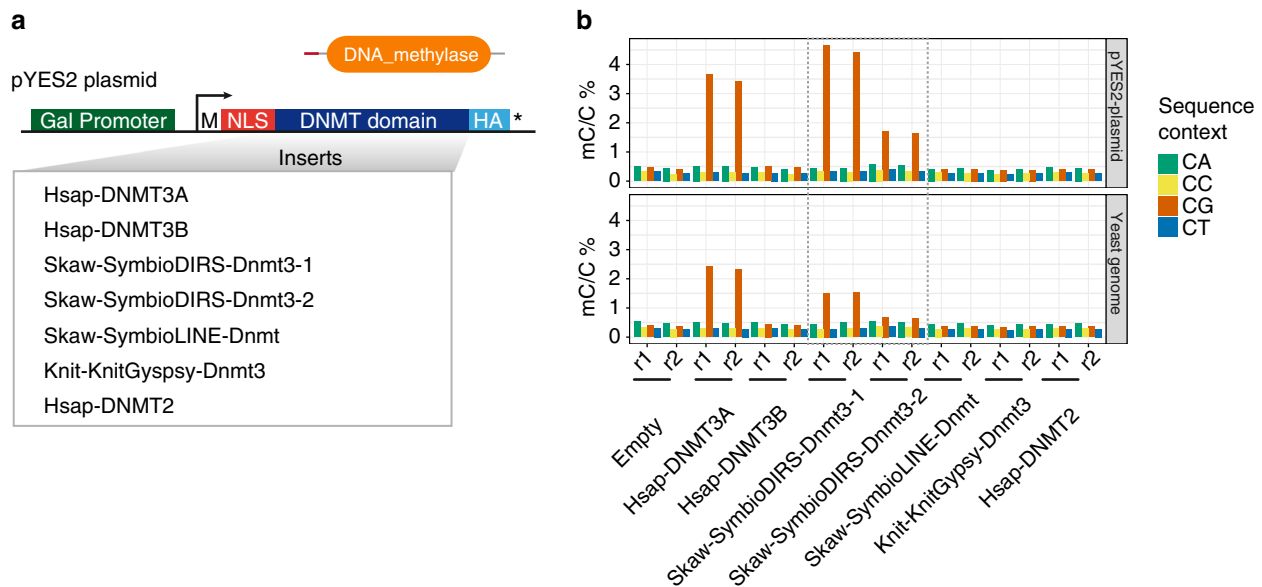 a
DNA_methylase
pYES2 plasmid
Gal Promoter M NLS DNMT domain HA *
Inserts
Hsap-DNMT3A
Hsap-DNMT3B
Skaw-SymbioDIRS-Dnmt3-1
Skaw-SymbioDIRS-Dnmt3-2
Skaw-SymbioLINE-Dnmt
Knit-KnitGyspsy-Dnmt3
Hsap-DNMT2
b
mC/C %
4
3
2
1
0
pYES2-plasmid
mC/C %
4
3
2
1
0
Yeast genome
r1 r2 r1 r2 r1 r2 r1 r2 r1 r2 r1 r2 r1 r2 r1 r2
Empty
Hsap-DNMT3A
Hsap-DNMT3B
Skaw-SymbioDIRS-Dnmt3-1
Skaw-SymbioDIRS-Dnmt3-2
Skaw-SymbioLINE-Dnmt
Knit-KnitGypsy-Dnmt3
Hsap-DNMT2
Sequence
context
CA
CC
CG
CT